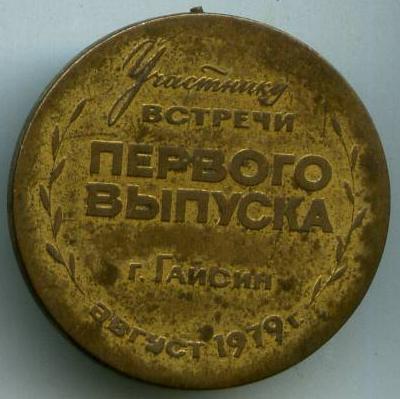 Участнику
ВСТРЕЧИ
ПЕРВОГО
ВЫПУСКА
г. ГАЙСИН
АВГУСТ 1979 г.